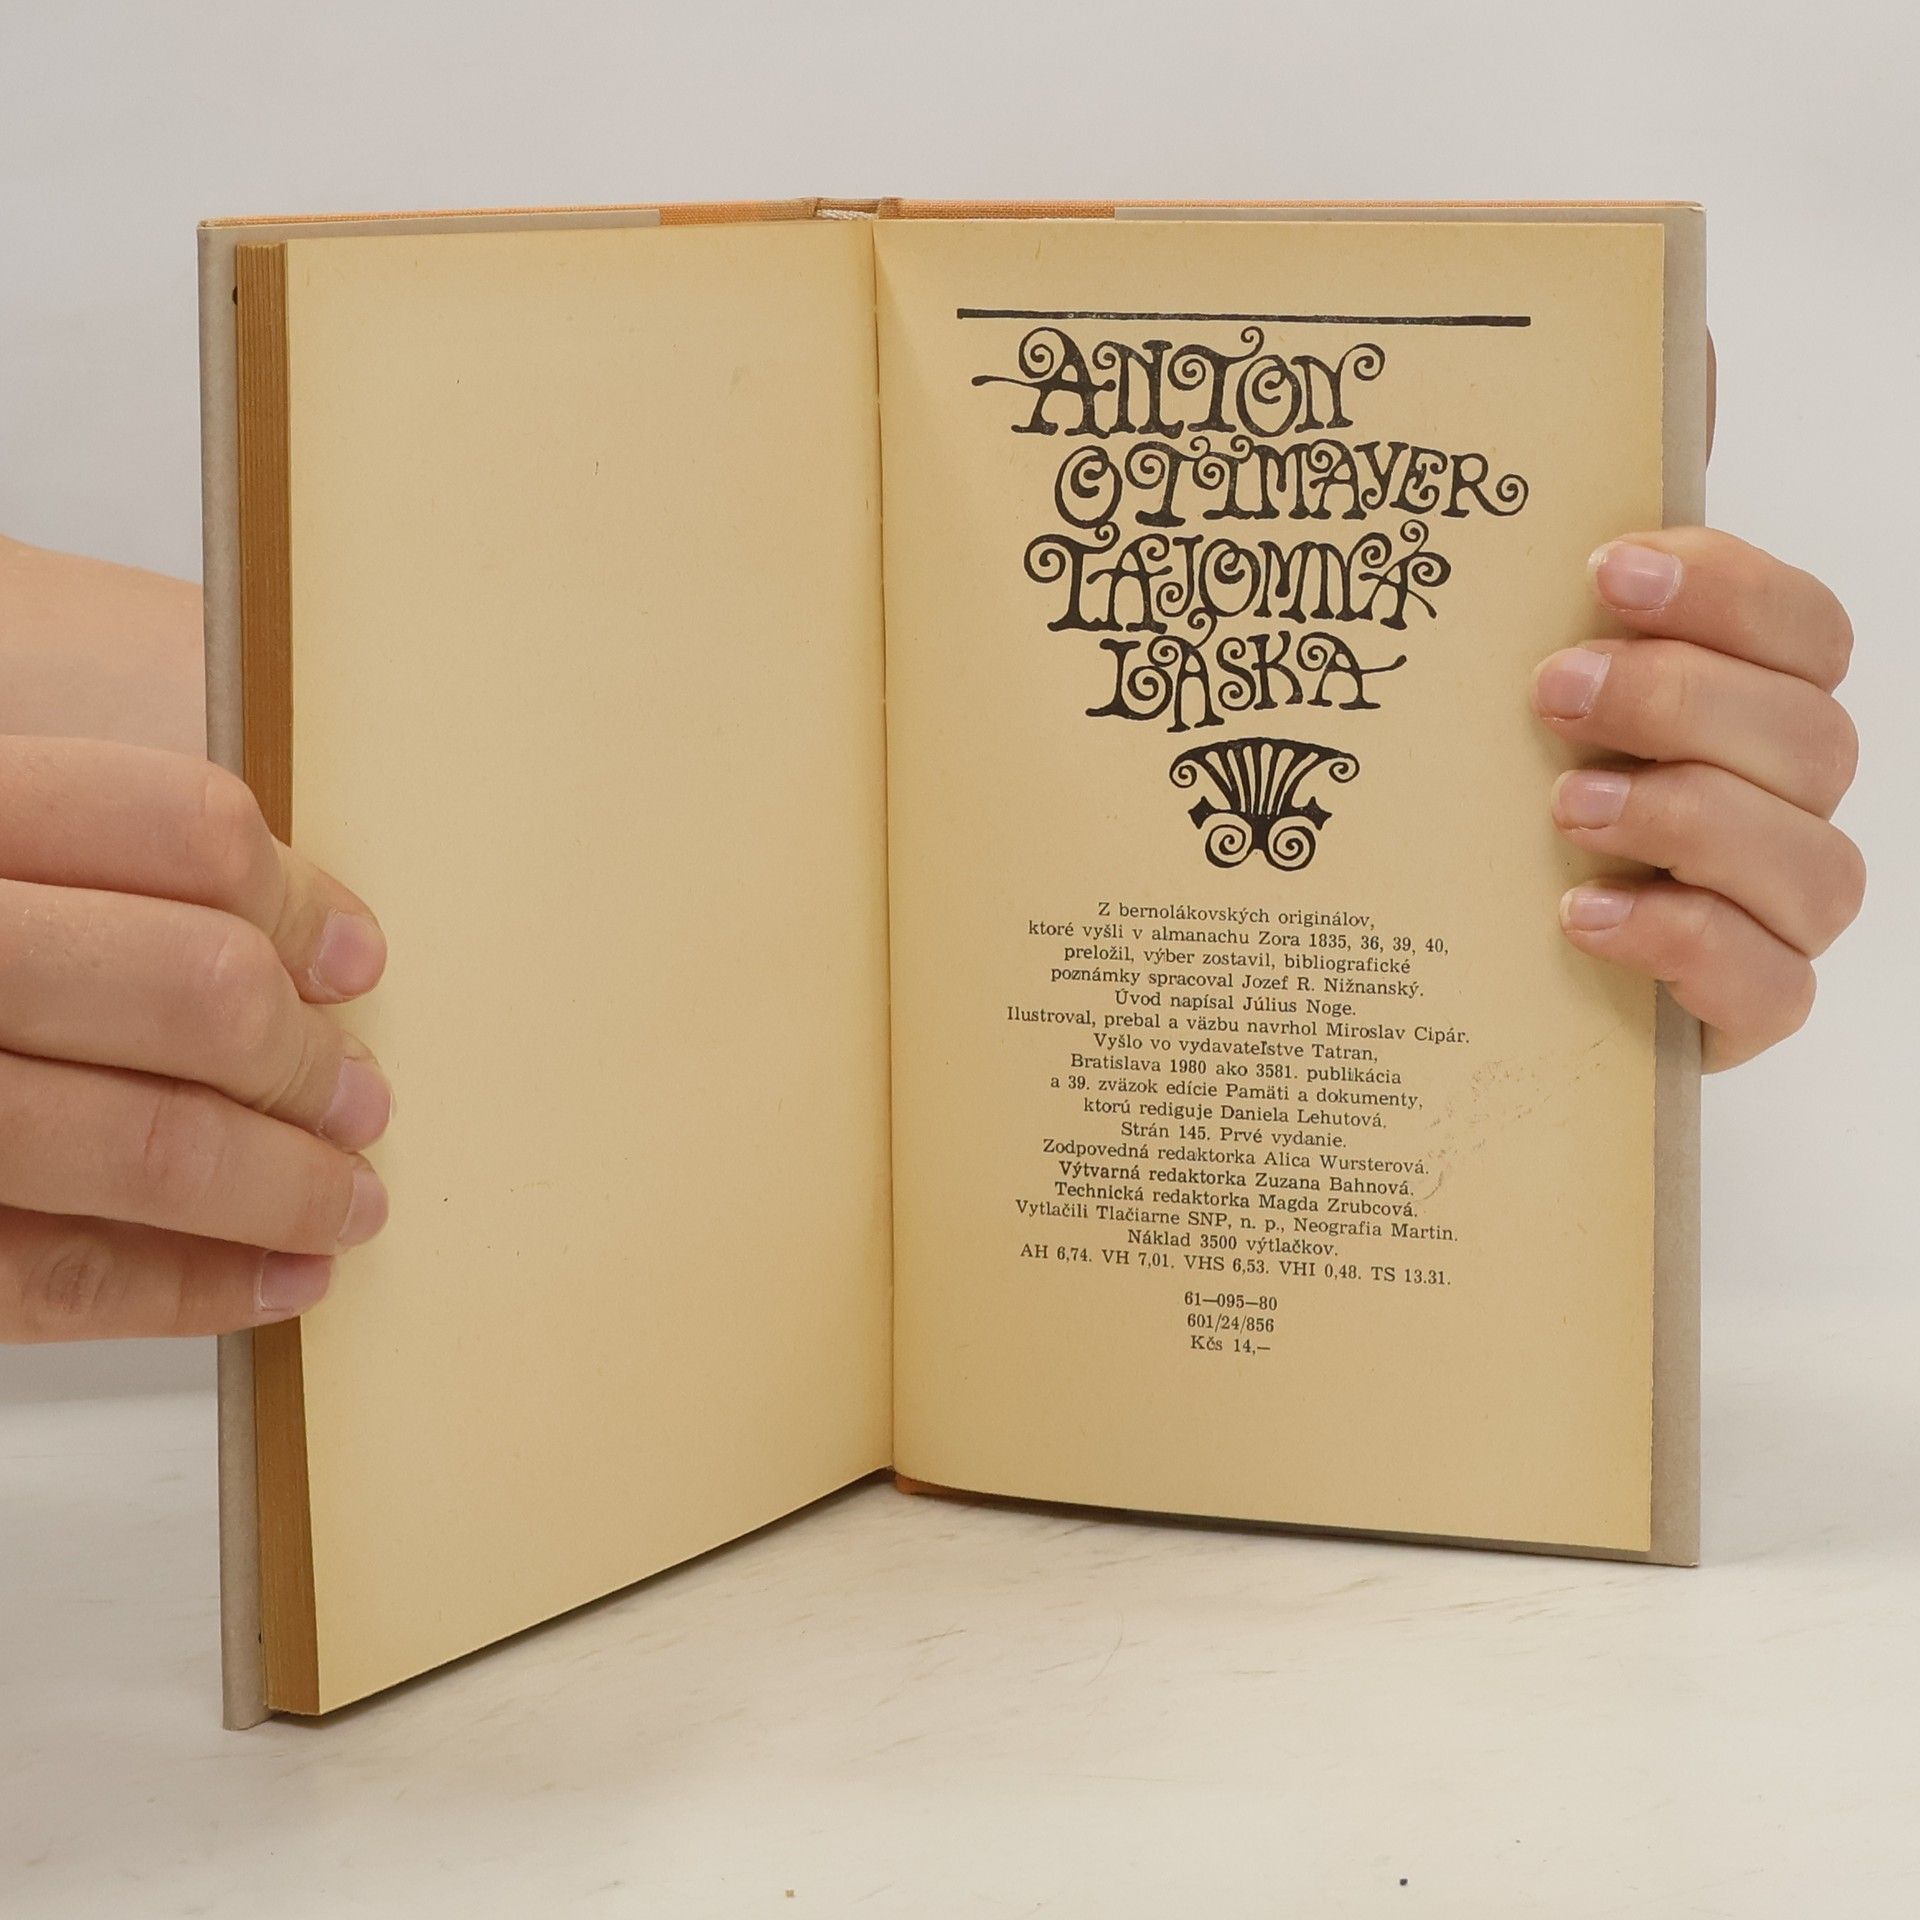 ANTON
OTTMAYER
TAJOMNÁ
LÁSKA
Z bernolákovských originálov,
ktoré vyšli v almanachu Zora 1835, 36, 39, 40,
preložil, výber zostavil, bibliografické
poznámky spracoval Jozef R. Nižnanský.
Úvod napísal Július Noge.
Ilustroval, prebal a väzbu navrhol Miroslav Cipár.
Vyšlo vo vydavateľstve Tatran,
Bratislava 1980 ako 3581. publikácia
a 39. zväzok edície Pamäti a dokumenty,
ktorú rediguje Daniela Lehutová.
Strán 145. Prvé vydanie.
Zodpovedná redaktorka Alica Wursterová.
Výtvarná redaktorka Zuzana Bahnová.
Technická redaktorka Magda Zrubcová.
Vytlačili Tlačiarne SNP, n. p., Neografia Martin.
Náklad 3500 výtlačkov.
AH 6,74. VH 7,01. VHS 6,53. VHI 0,48. TS 13.31.
61—095—80
601/24/856
Kčs 14,—